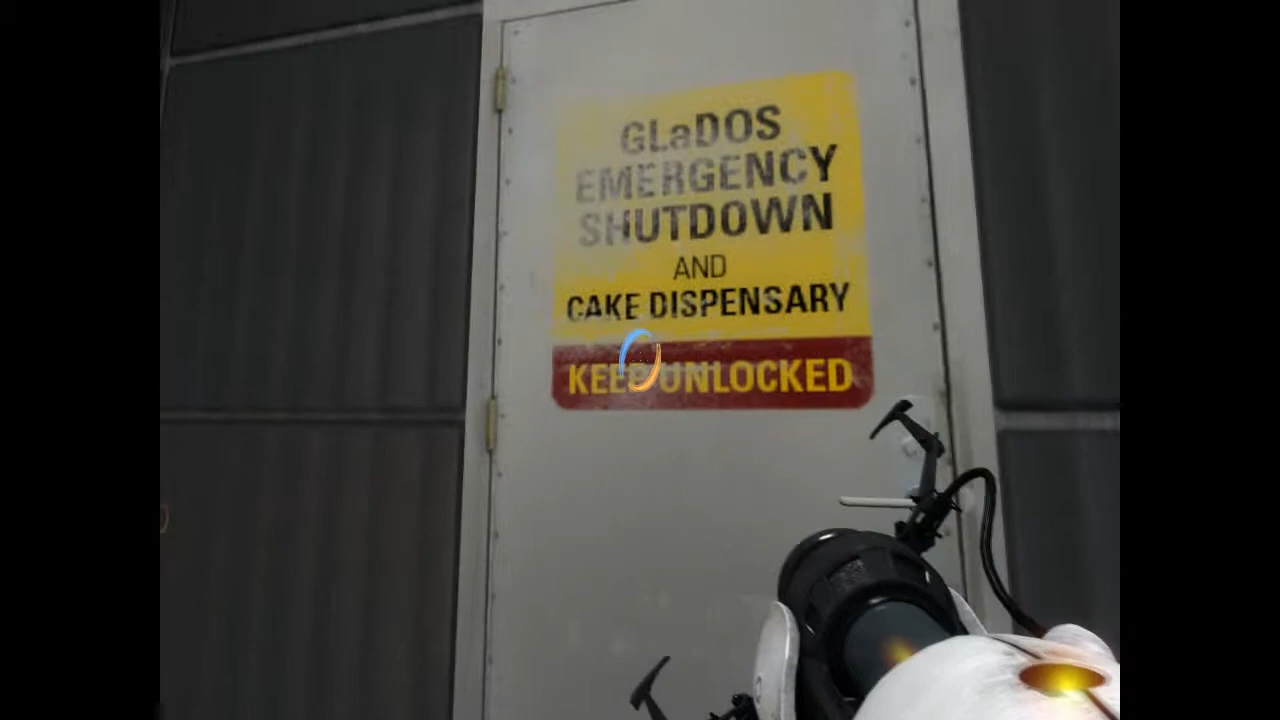 GLaDOS
EMERGENCY
SHUTDOWN
AND
CAKE DISPENSARY
KEEP UNLOCKED